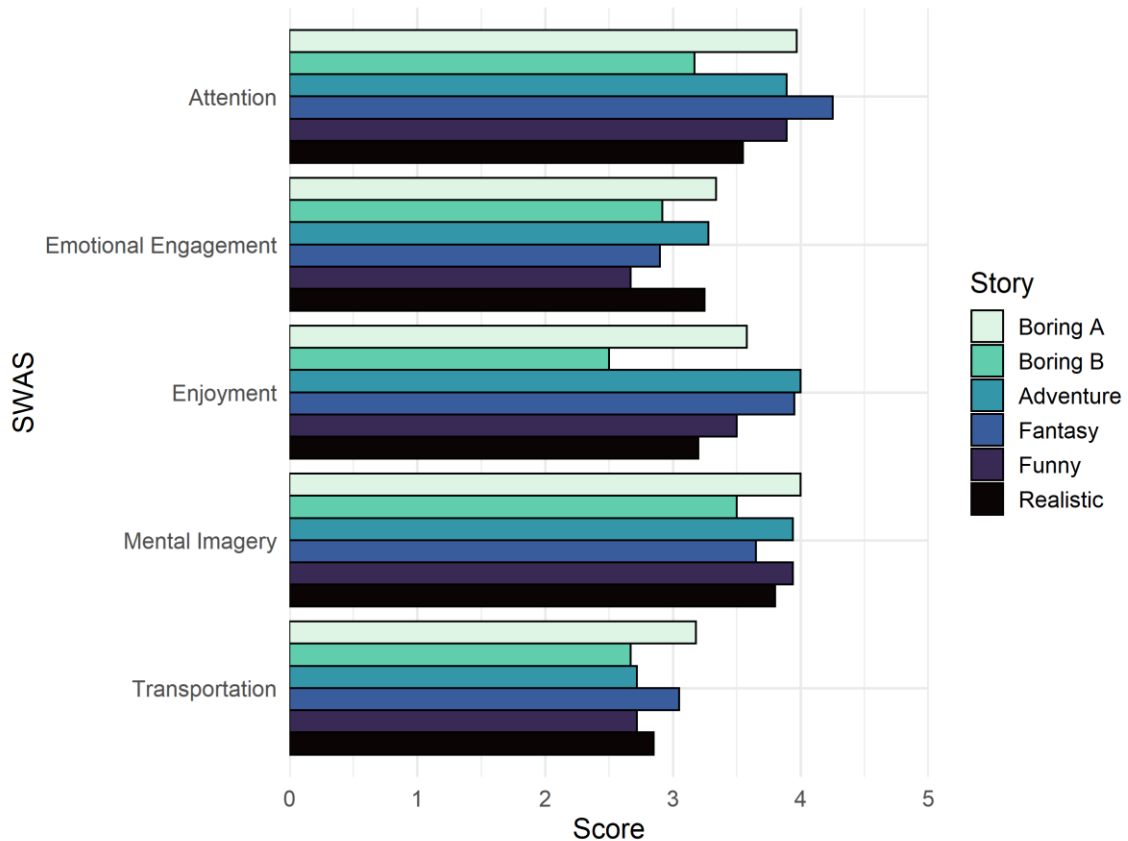 SWAS
Attention
Emotional Engagement
Enjoyment
Mental Imagery
Transportation
0 1 2 3 4 5
Score
Story
Boring A
Boring B
Adventure
Fantasy
Funny
Realistic